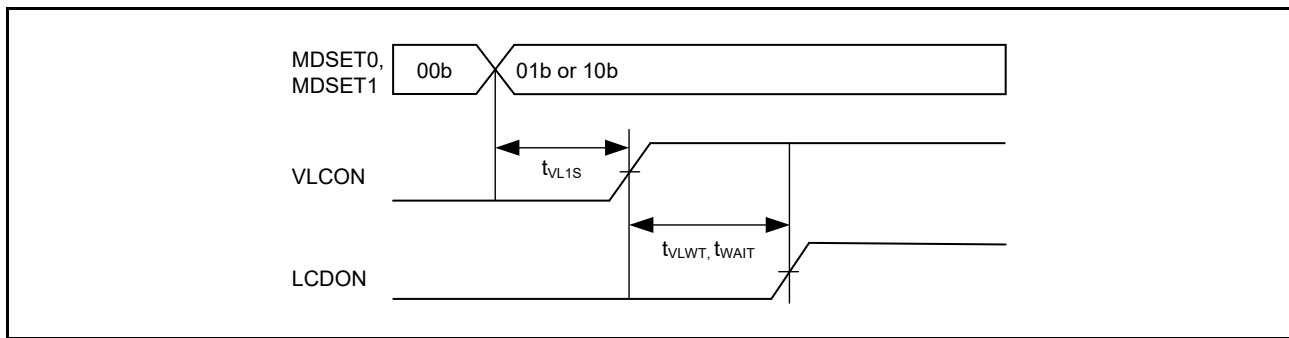 MDSET0,
MDSET1
00b
01b or 10b
tVL1S
VLCON
tVLWT, tWAIT
LCDON